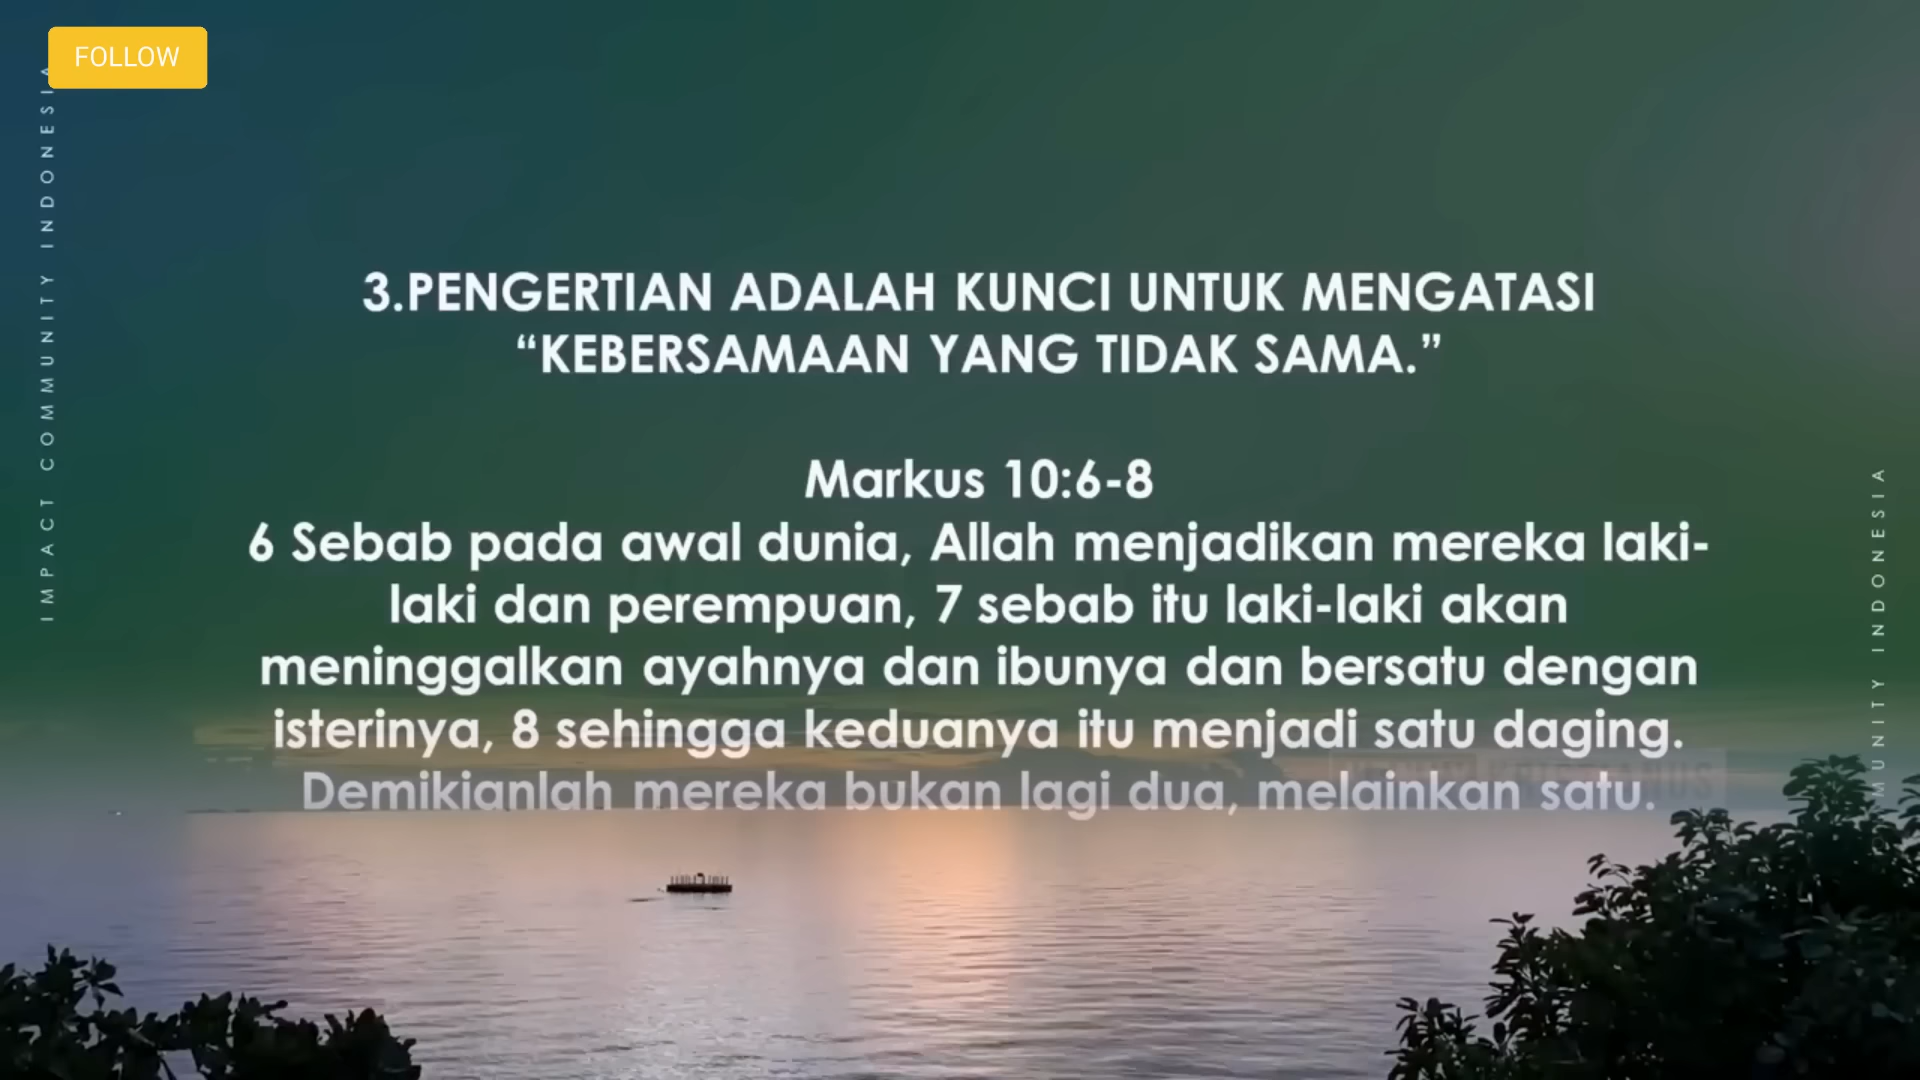 FOLLOW
IMPACT COMMUNITY INDONESIA
3.PENGERTIAN ADALAH KUNCI UNTUK MENGATASI
“KEBERSAMAAN YANG TIDAK SAMA.”
Markus 10:6-8
6 Sebab pada awal dunia, Allah menjadikan mereka laki-
laki dan perempuan, 7 sebab itu laki-laki akan
meninggalkan ayahnya dan ibunya dan bersatu dengan
isterinya, 8 sehingga keduanya itu menjadi satu daging.
Demikianlah mereka bukan lagi dua, melainkan satu.
MUNITY INDONESIA